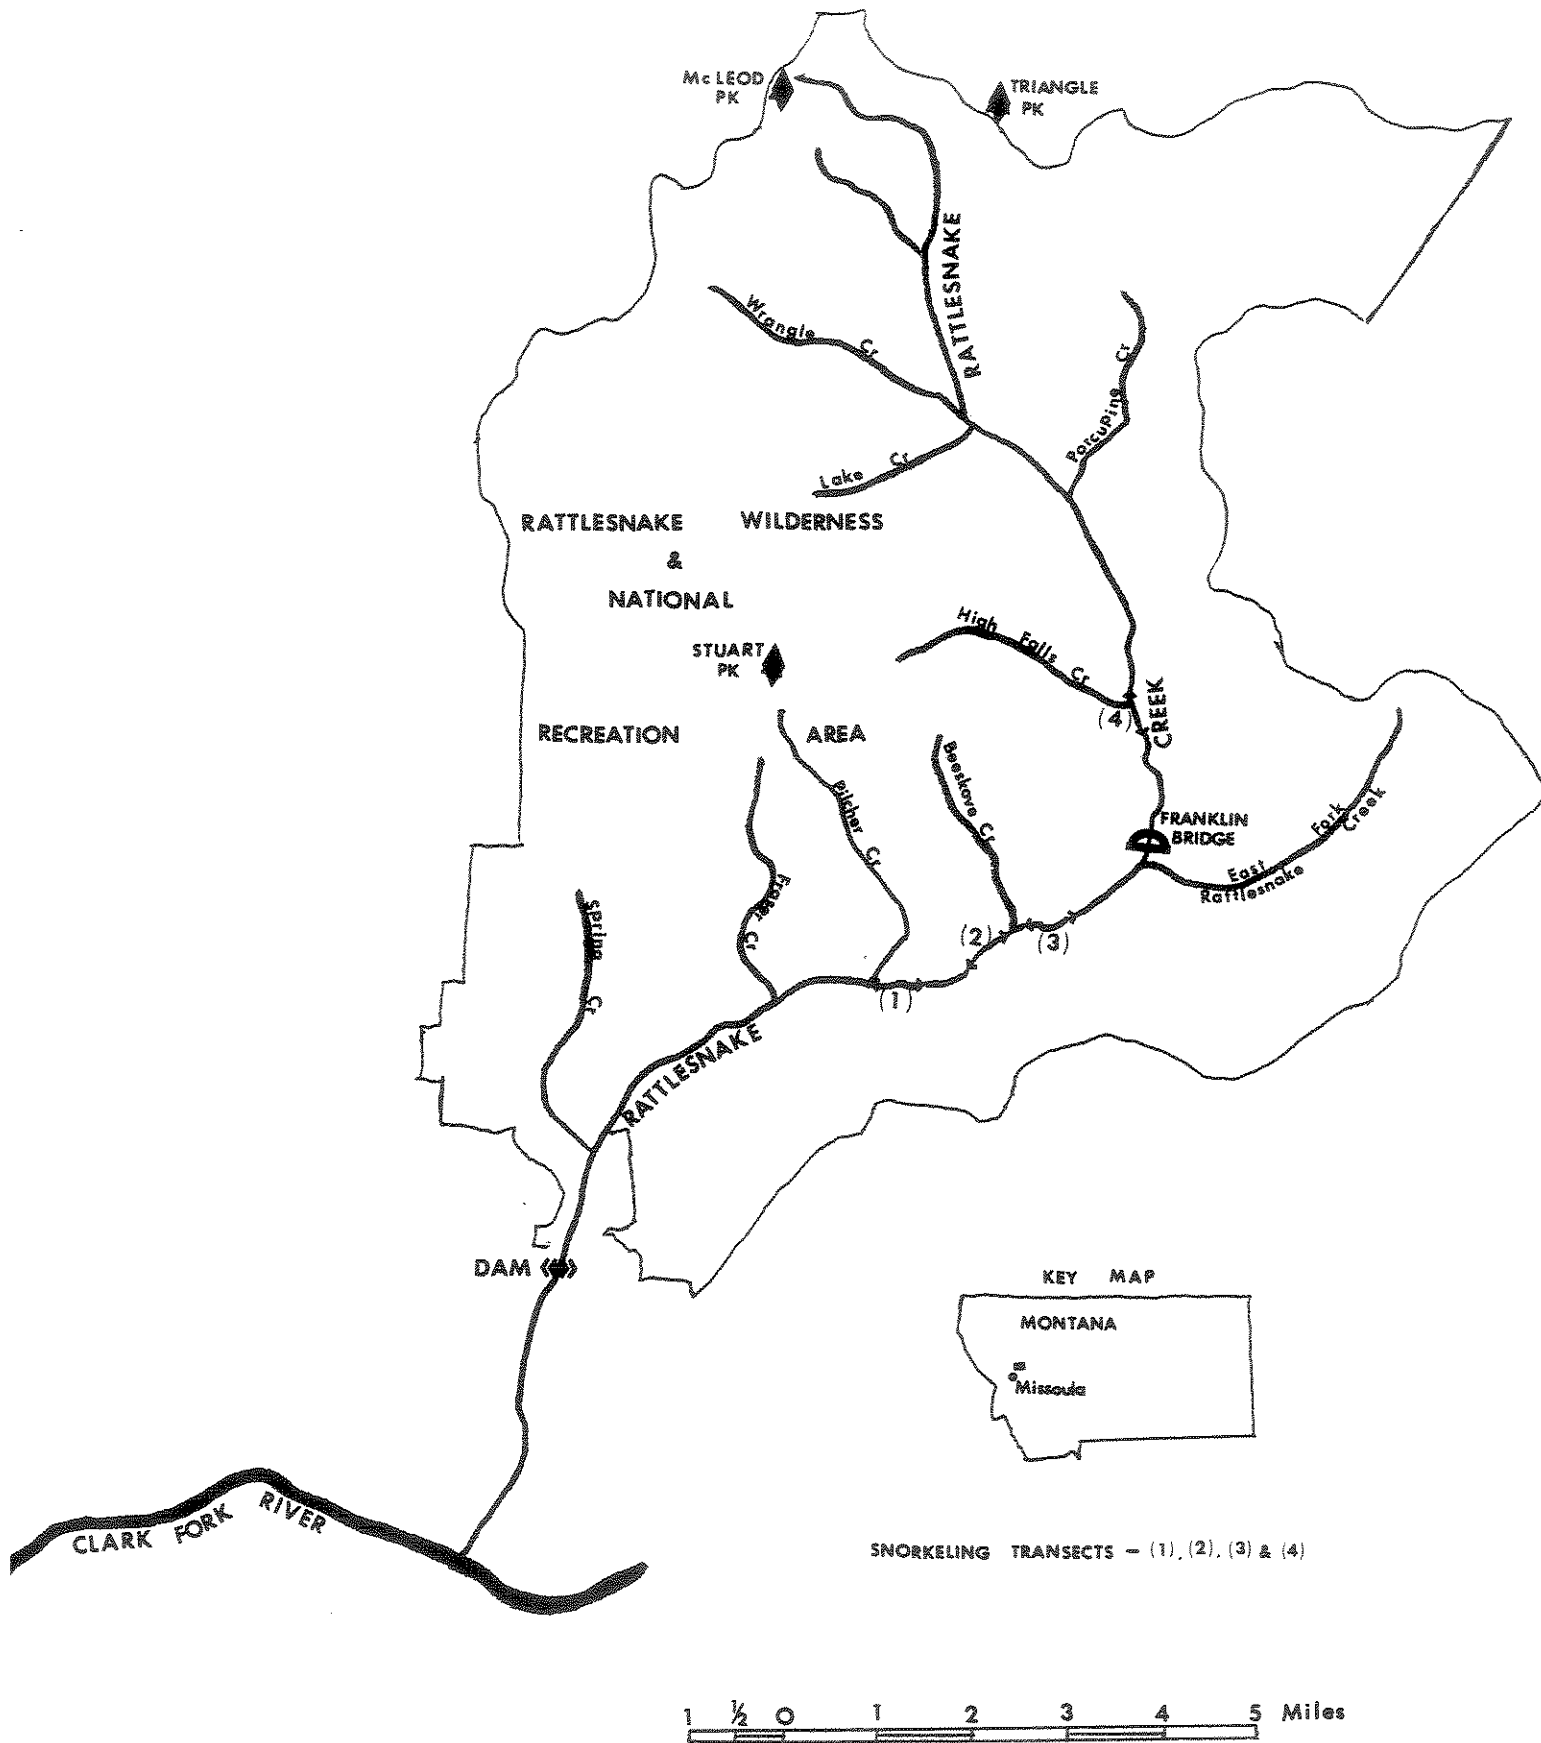 Mc LEOD
PK
TRIANGLE
PK
RATTLESNAKE
Wrangle Cr
Porcupine Cr
Lake Cr
RATTLESNAKE WILDERNESS
&
NATIONAL
High Falls Cr
STUART
PK
(4)
CREEK
RECREATION AREA
Beeskove Cr
Pilcher Cr
FRANKLIN
BRIDGE
East Fork
Rattlesnake Creek
Fraser Cr
Spring Cr
(2)
(3)
(1)
RATTLESNAKE
DAM
KEY MAP
MONTANA
Missoula
CLARK FORK RIVER
SNORKELING TRANSECTS - (1), (2), (3) & (4)
1 ½ 0 1 2 3 4 5 Miles